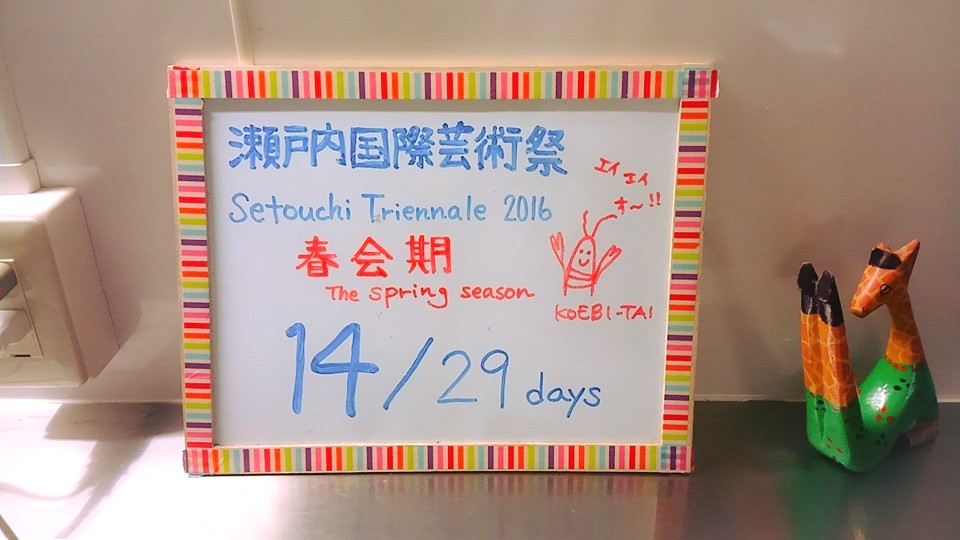 瀬戸内国際芸術祭
Setouchi Triennale 2016
エイ
エイ
オ〜!!
春会期
The spring season
KOEBI-TAI
14/29 days